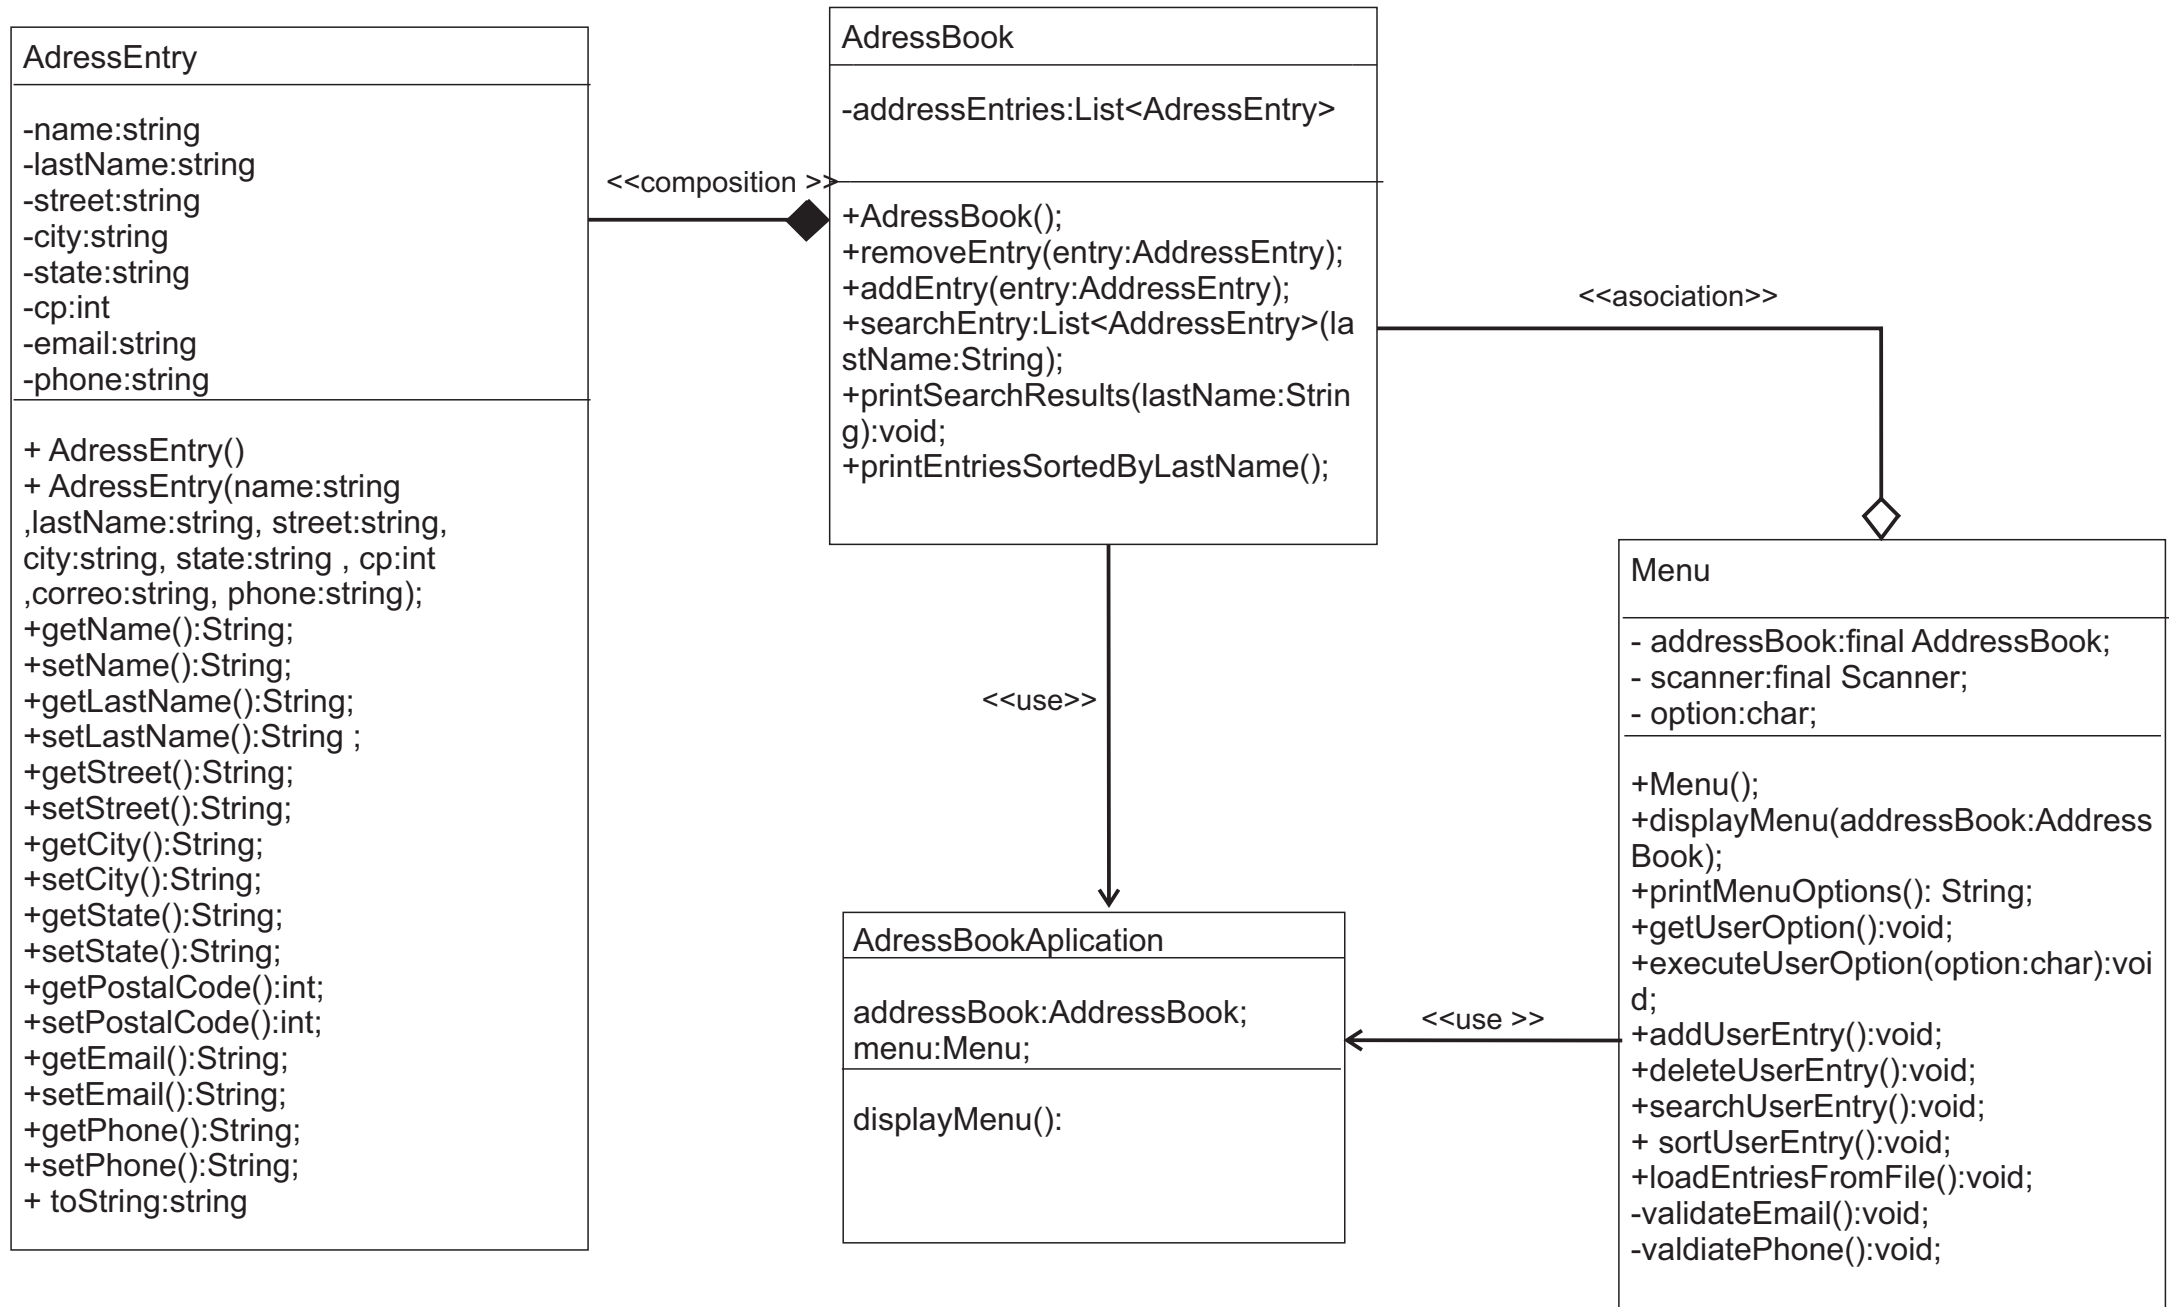 AdressEntry
-name:string
-lastName:string
-street:string
-city:string
-state:string
-cp:int
-email:string
-phone:string
+ AdressEntry()
+ AdressEntry(name:string
,lastName:string, street:string,
city:string, state:string , cp:int
,correo:string, phone:string);
+getName():String;
+setName():String;
+getLastName():String;
+setLastName():String ;
+getStreet():String;
+setStreet():String;
+getCity():String;
+setCity():String;
+getState():String;
+setState():String;
+getPostalCode():int;
+setPostalCode():int;
+getEmail():String;
+setEmail():String;
+getPhone():String;
+setPhone():String;
+ toString:string
<<composition >>
AdressBook
-addressEntries:List<AdressEntry>
+AdressBook();
+removeEntry(entry:AddressEntry);
+addEntry(entry:AddressEntry);
+searchEntry:List<AddressEntry>(la
stName:String);
+printSearchResults(lastName:Strin
g):void;
+printEntriesSortedByLastName();
<<asociation>>
<<use>>
AdressBookAplication
addressBook:AddressBook;
menu:Menu;
displayMenu():
<<use >>
Menu
- addressBook:final AddressBook;
- scanner:final Scanner;
- option:char;
+Menu();
+displayMenu(addressBook:Address
Book);
+printMenuOptions(): String;
+getUserOption():void;
+executeUserOption(option:char):voi
d;
+addUserEntry():void;
+deleteUserEntry():void;
+searchUserEntry():void;
+ sortUserEntry():void;
+loadEntriesFromFile():void;
-validateEmail():void;
-valdiatePhone():void;